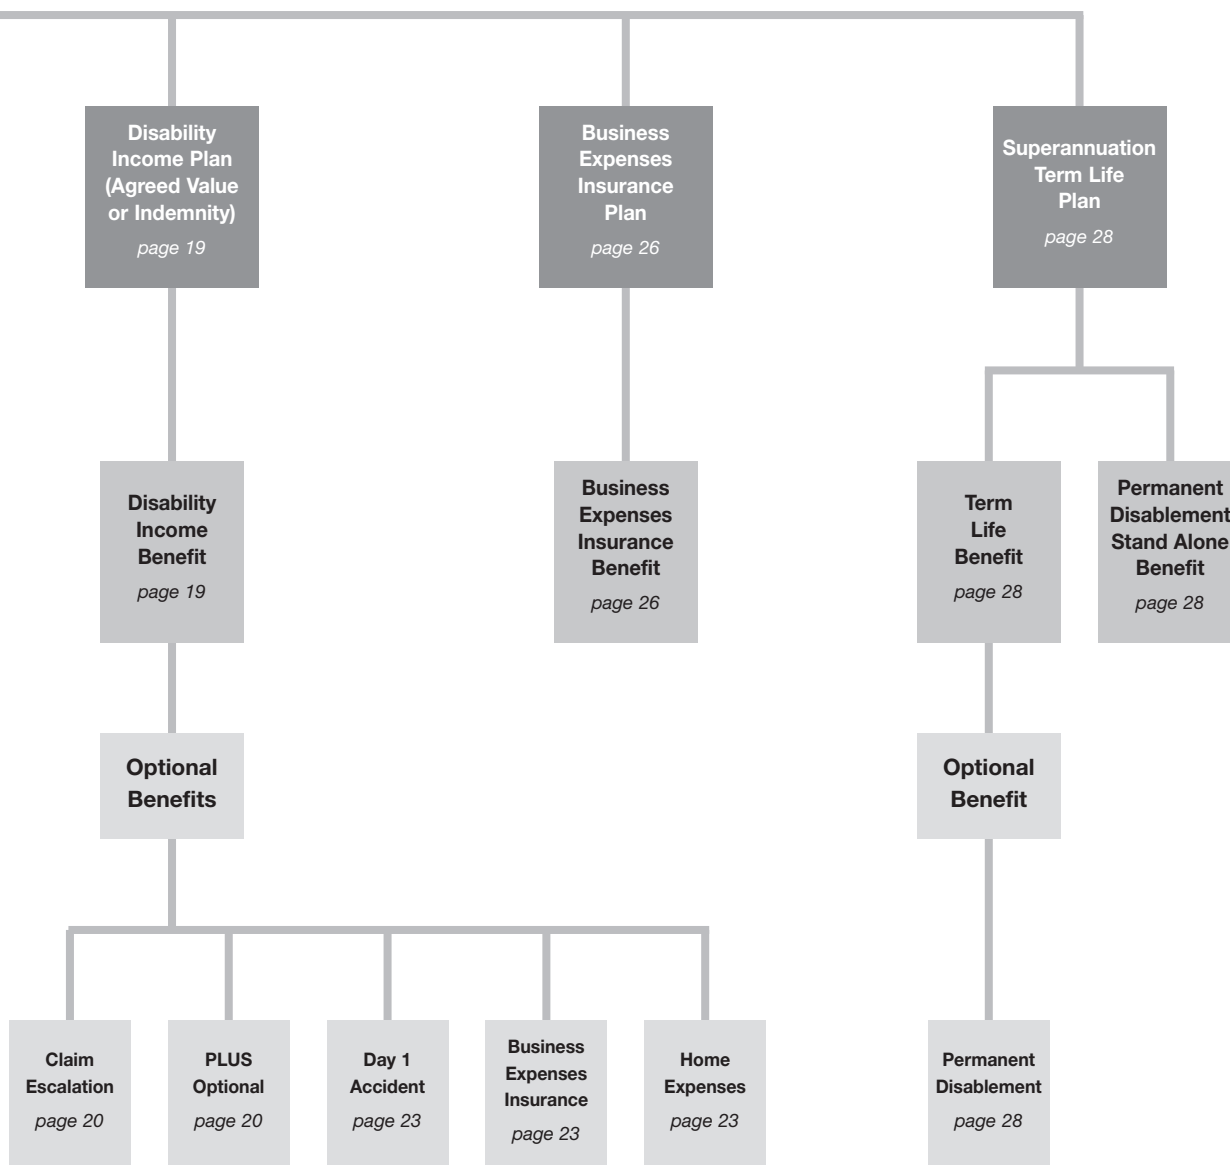 Disability
Income Plan
(Agreed Value
or Indemnity)
page 19
Business
Expenses
Insurance
Plan
page 26
Superannuation
Term Life
Plan
page 28
Disability
Income
Benefit
page 19
Business
Expenses
Insurance
Benefit
page 26
Term
Life
Benefit
page 28
Permanent
Disablement
Stand Alone
Benefit
page 28
Optional
Benefits
Optional
Benefit
Claim
Escalation
page 20
PLUS
Optional
page 20
Day 1
Accident
page 23
Business
Expenses
Insurance
page 23
Home
Expenses
page 23
Permanent
Disablement
page 28